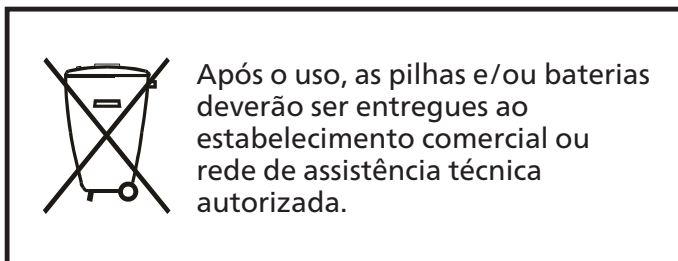 Após o uso, as pilhas e/ou baterias
deverão ser entregues ao
estabelecimento comercial ou
rede de assistência técnica
autorizada.